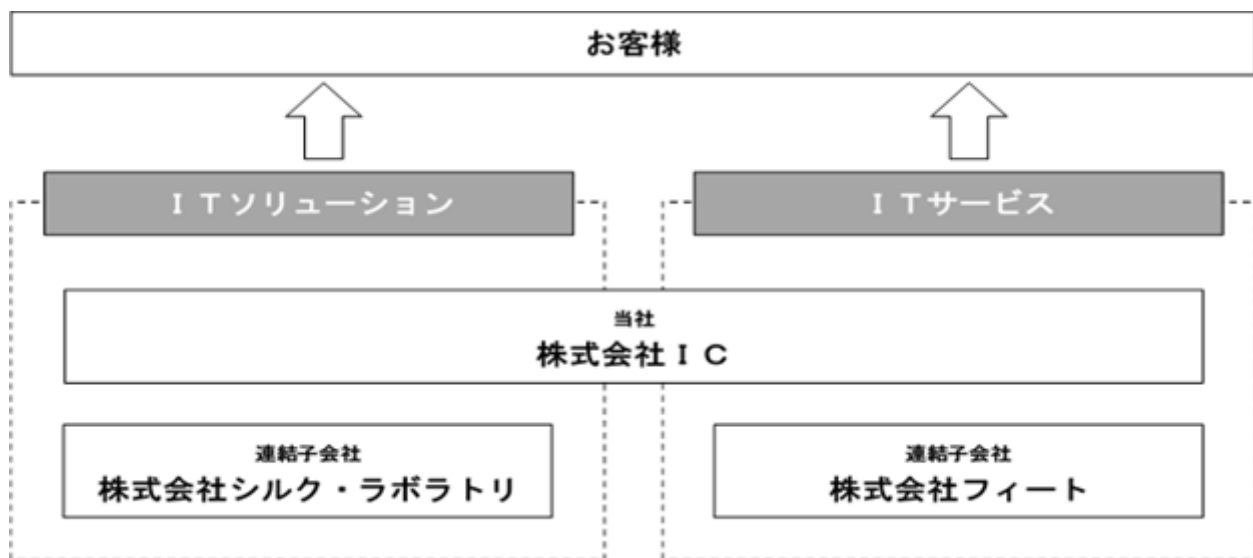 お客様
ＩＴソリューション
ＩＴサービス
当社
株式会社ＩＣ
連結子会社
株式会社シルク・ラボラトリ
連結子会社
株式会社フィート